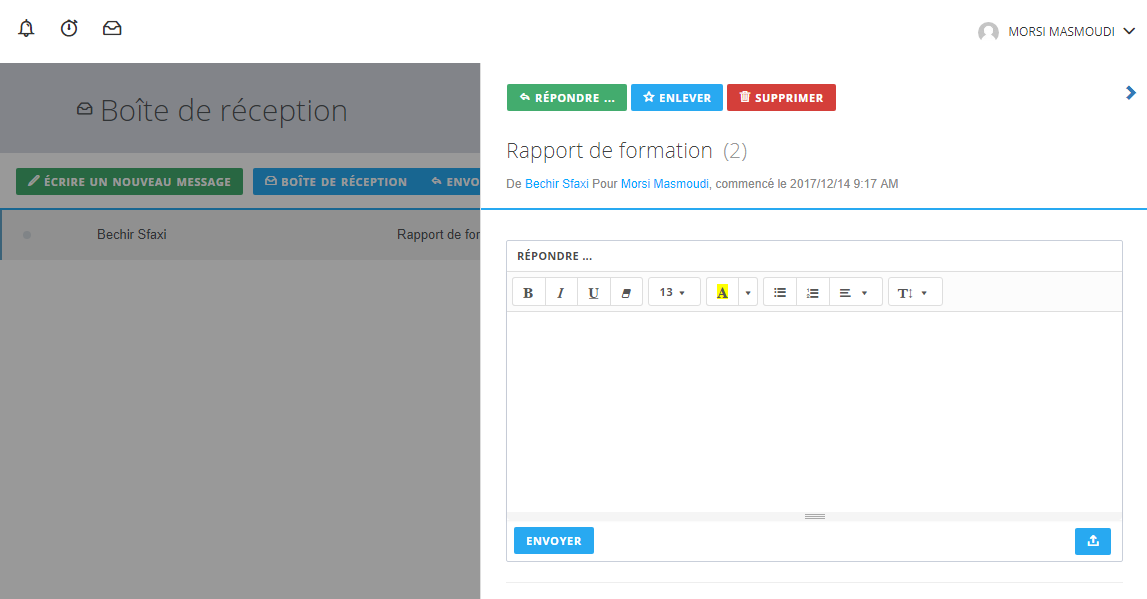 MORSI MASMOUDI
Boîte de réception
ÉCRIRE UN NOUVEAU MESSAGE BOÎTE DE RÉCEPTION ENVO
Bechir Sfaxi Rapport de for
RÉPONDRE ... ENLEVER SUPPRIMER
Rapport de formation (2)
De Bechir Sfaxi Pour Morsi Masmoudi, commencé le 2017/12/14 9:17 AM
RÉPONDRE ...
B I U 13 A T
ENVOYER